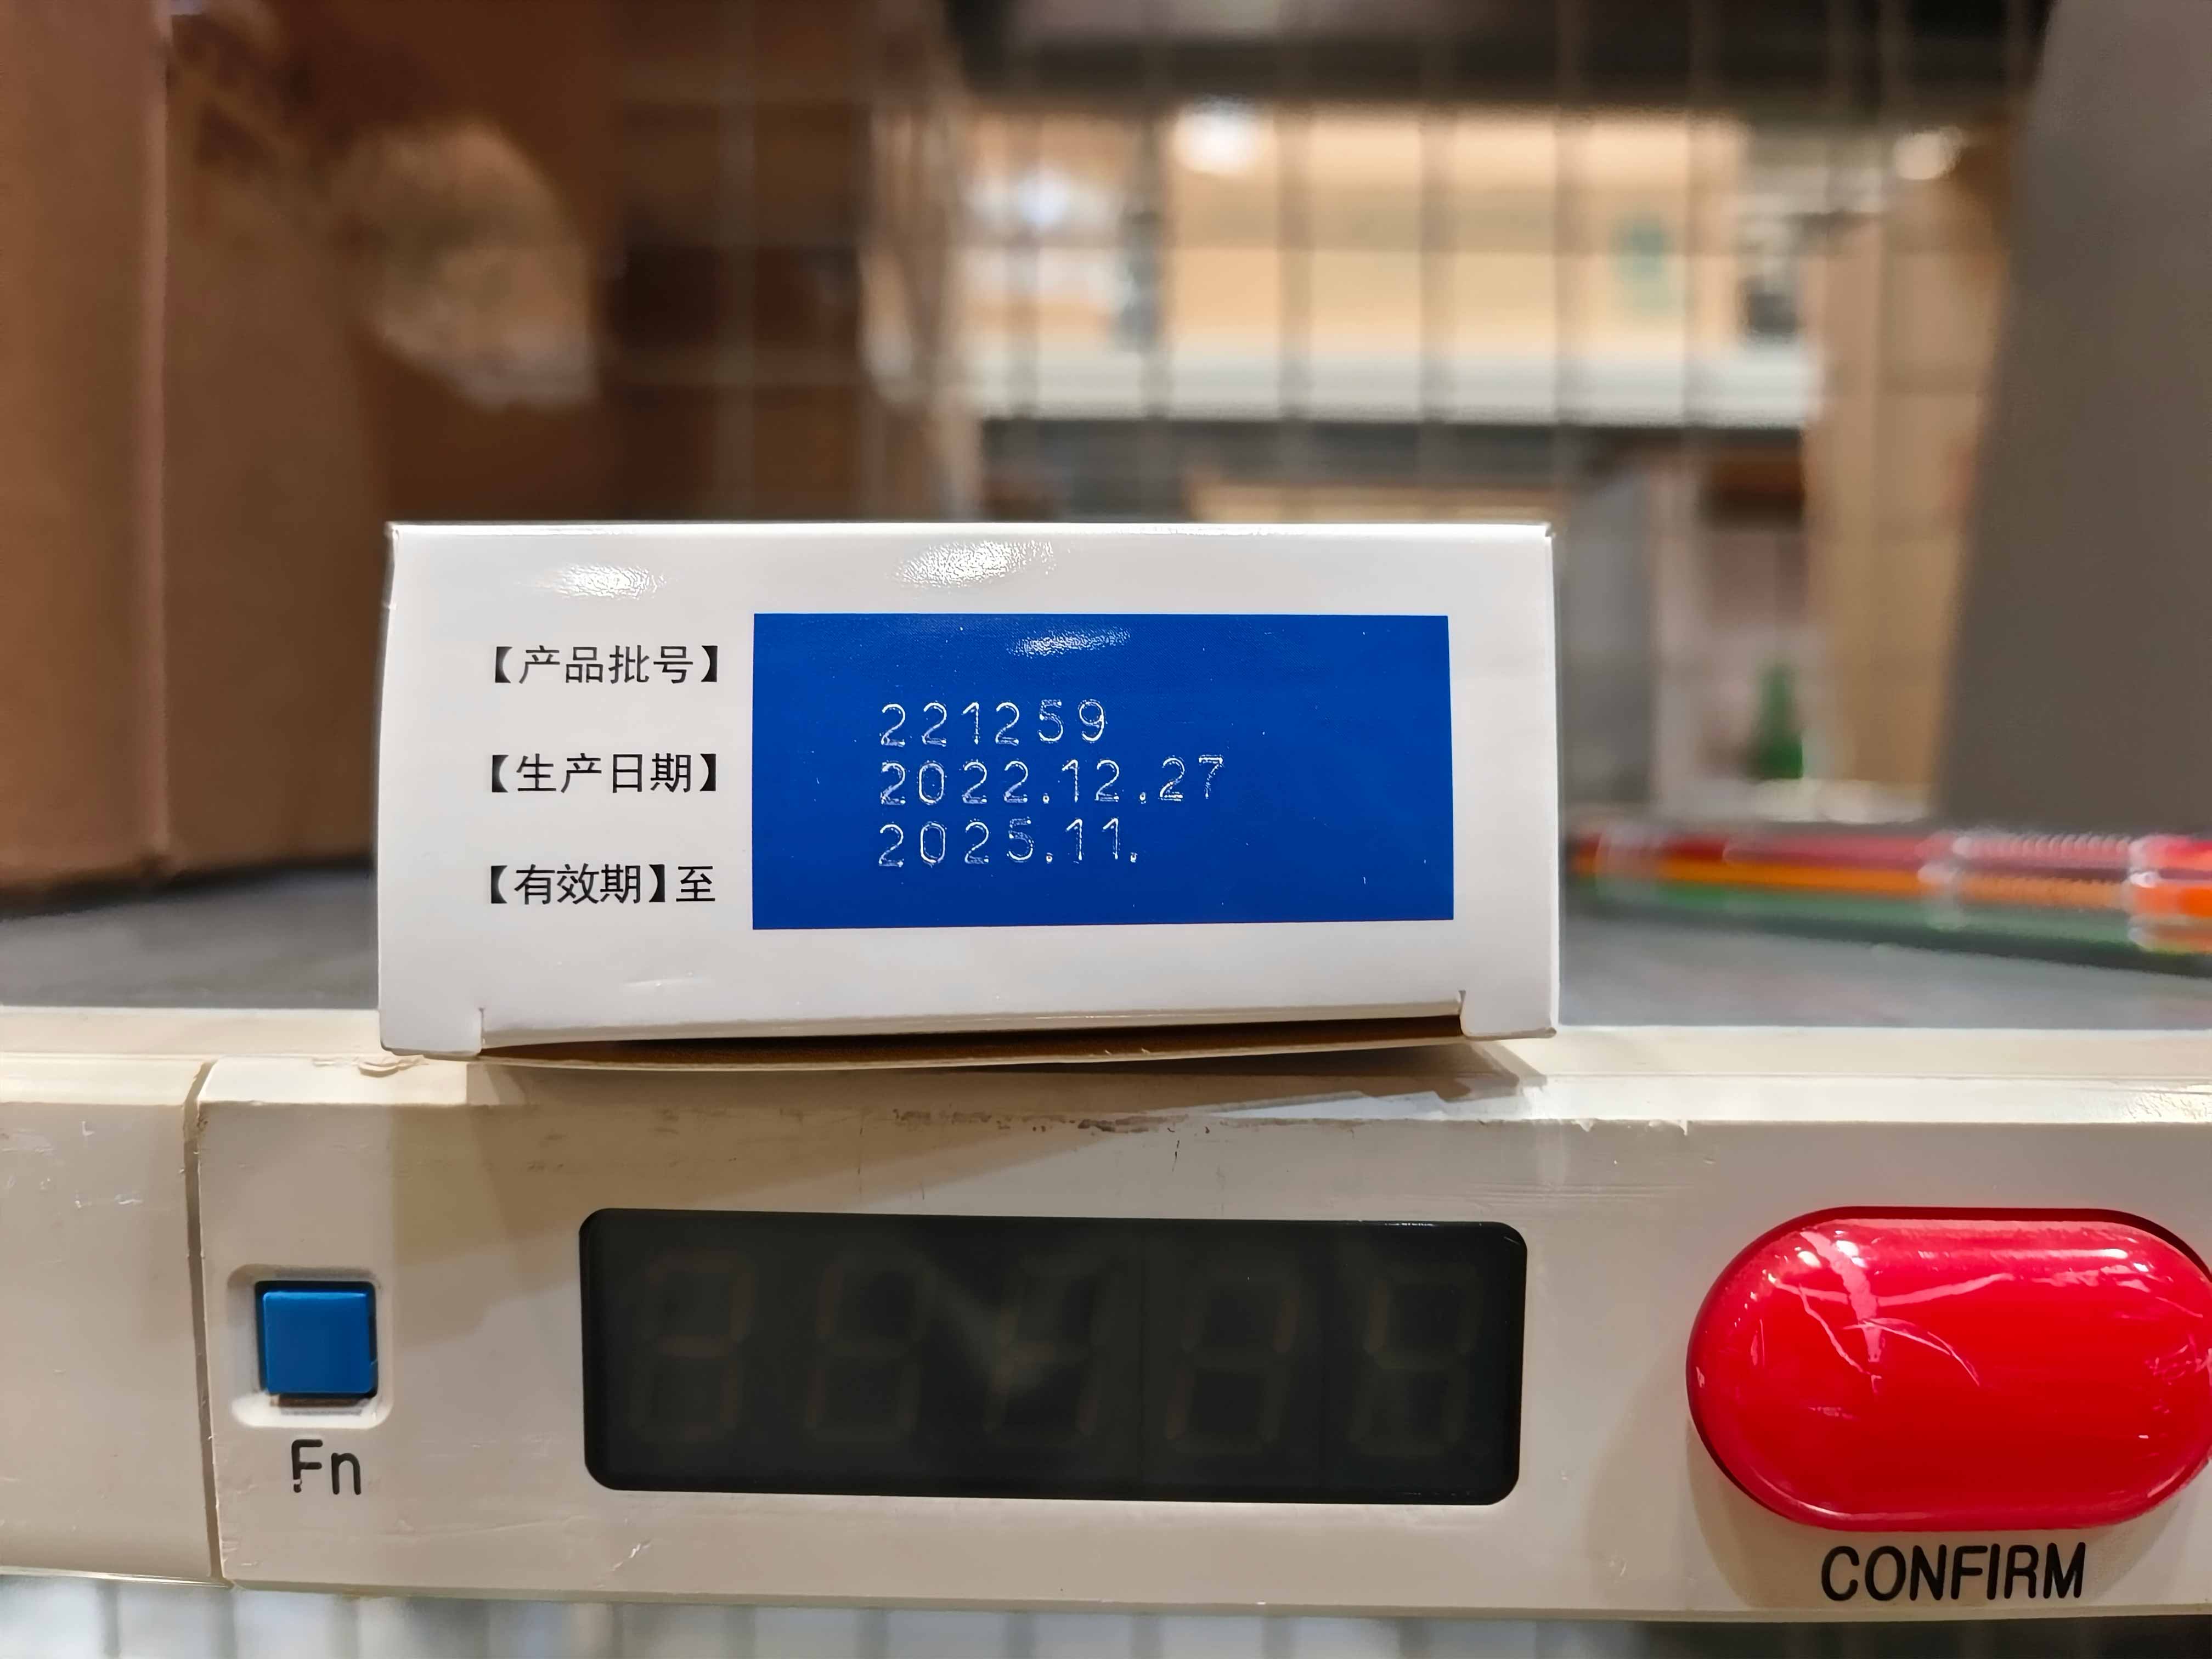 【产品批号】
221259
【生产日期】
2022.12.27
【有效期】至
2025.11.
Fn
CONFIRM